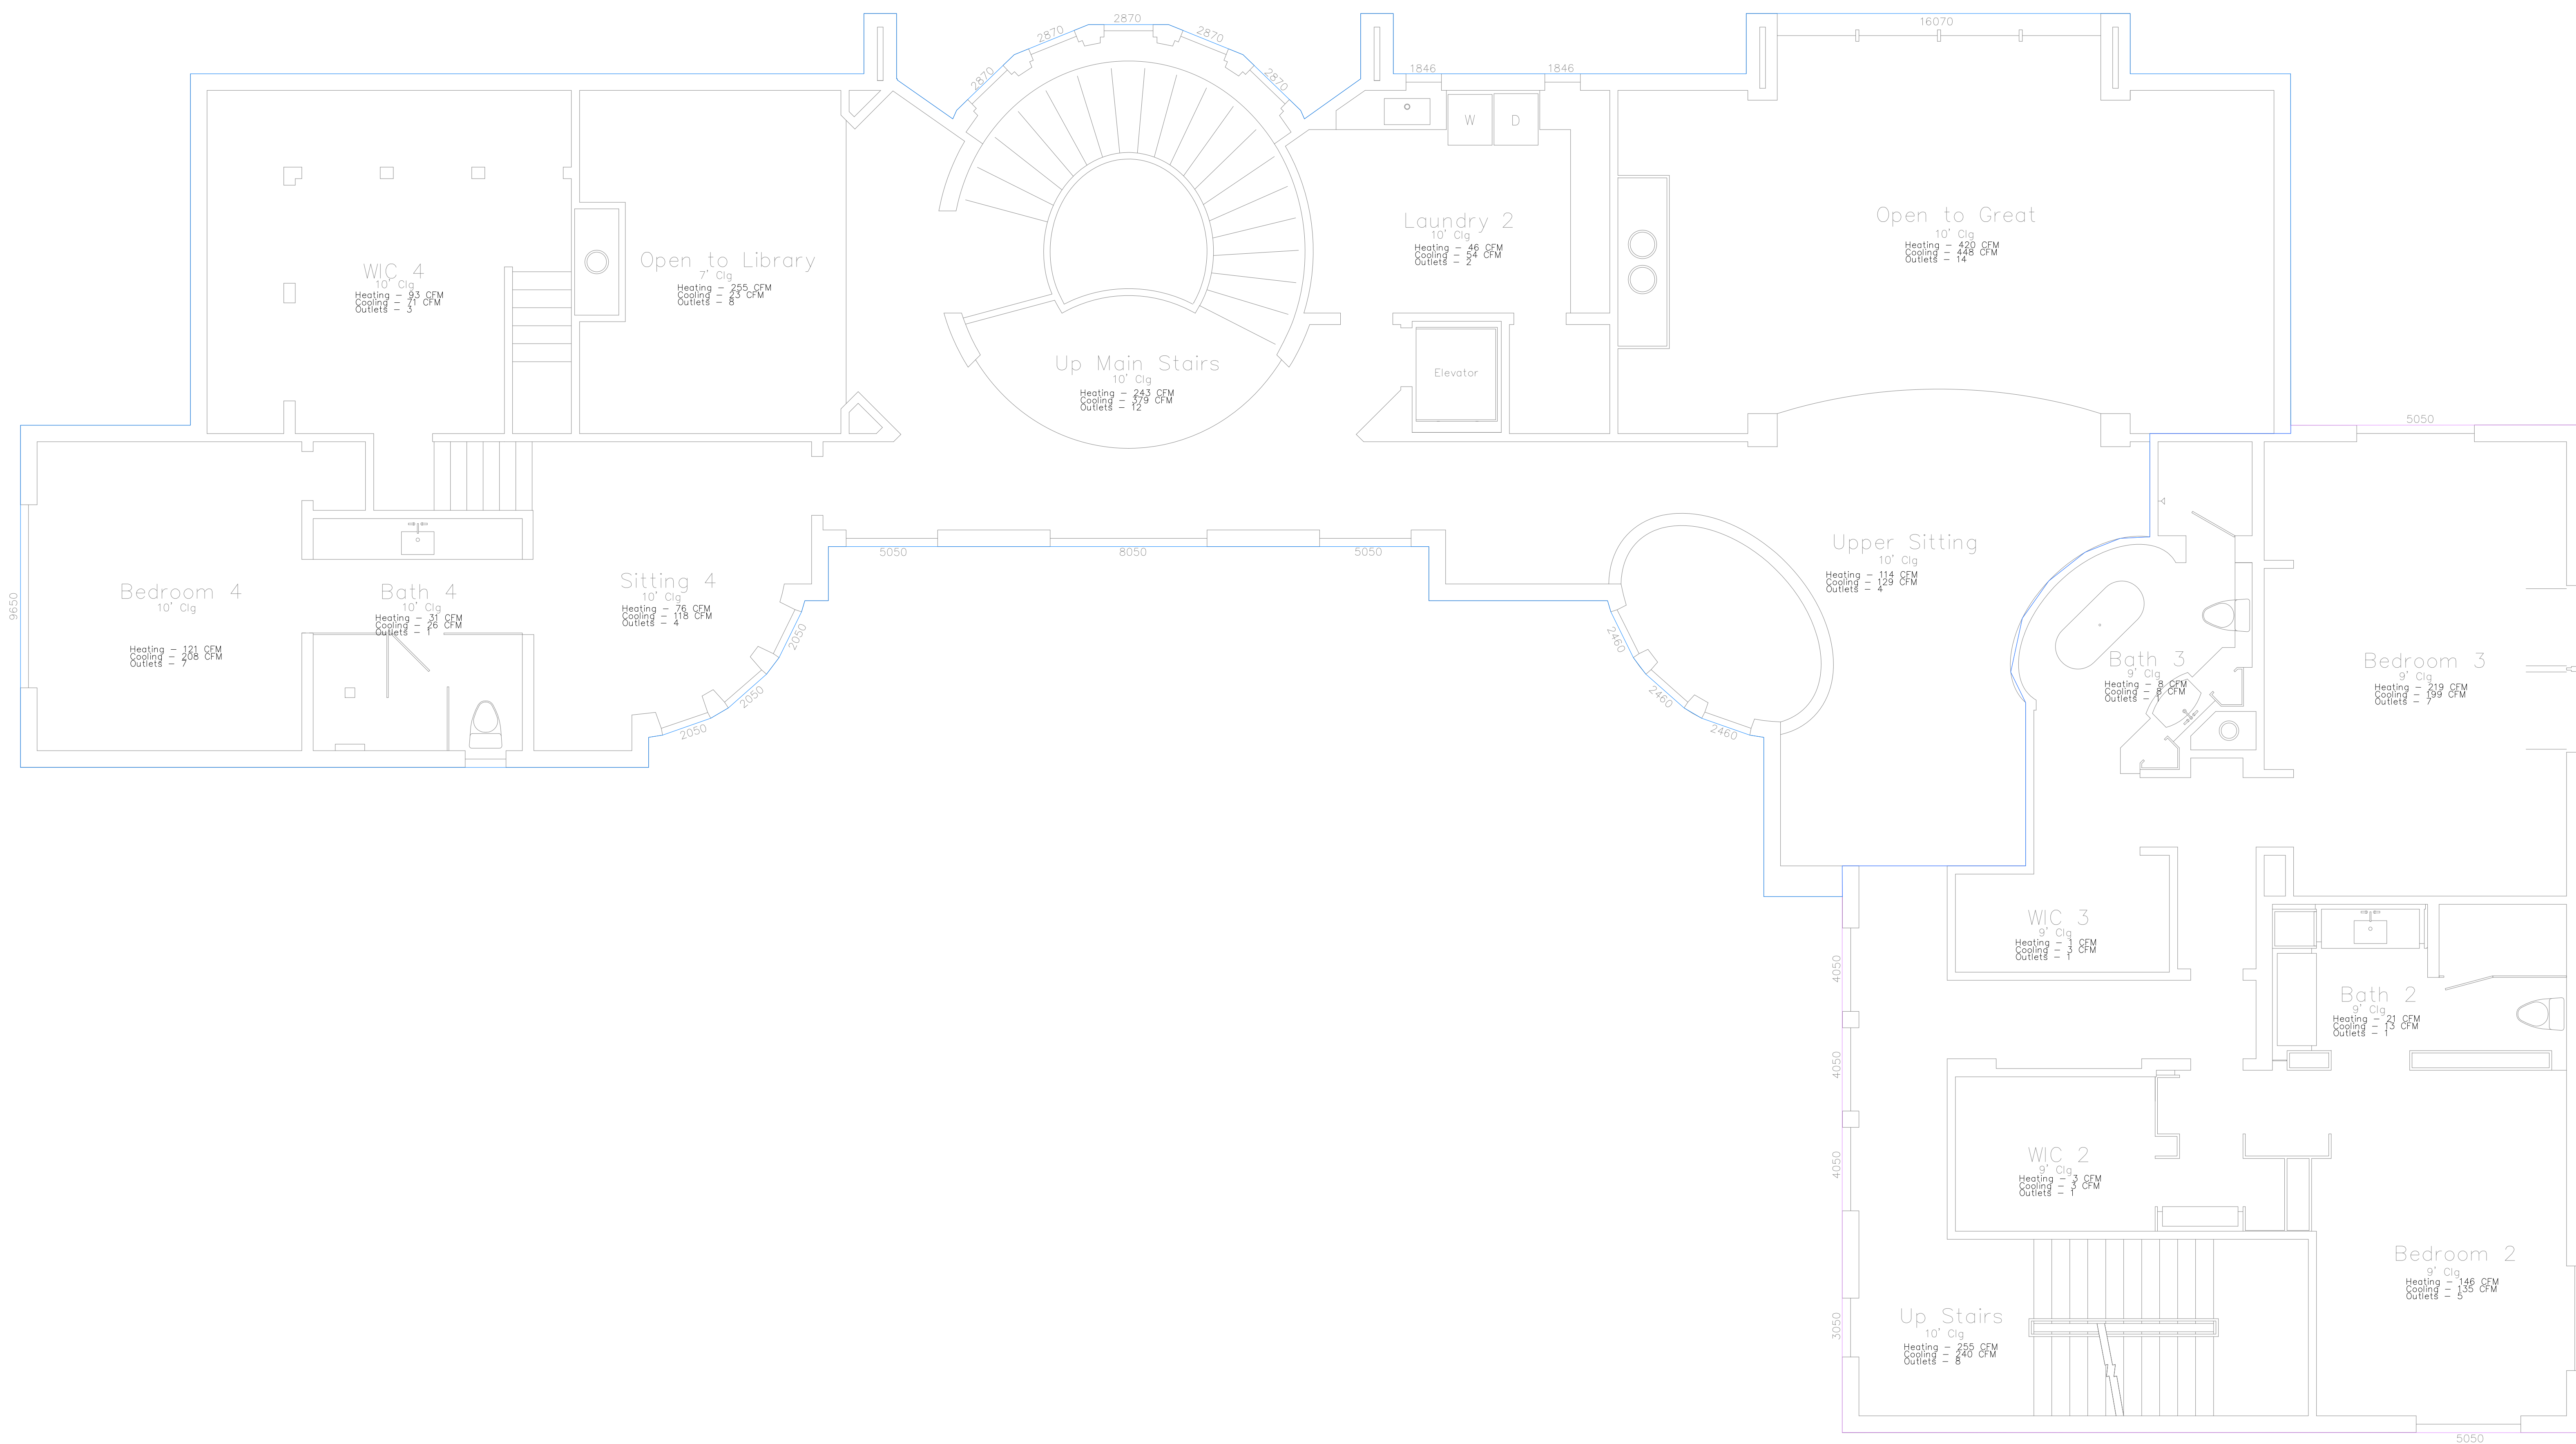 2870
2870
2870
2870
2870
1846
1846
16070
W
D
Laundry 2
10' Clg
Heating – 46 CFM
Cooling – 54 CFM
Outlets – 2
Open to Great
10' Clg
Heating – 420 CFM
Cooling – 448 CFM
Outlets – 14
WIC 4
10' Clg
Heating – 93 CFM
Cooling – 71 CFM
Outlets – 3
Open to Library
7' Clg
Heating – 255 CFM
Cooling – 23 CFM
Outlets – 8
Up Main Stairs
10' Clg
Heating – 243 CFM
Cooling – 379 CFM
Outlets – 12
Elevator
5050
9650
Bedroom 4
10' Clg
Heating – 121 CFM
Cooling – 208 CFM
Outlets – 7
Bath 4
10' Clg
Heating – 31 CFM
Cooling – 26 CFM
Outlets – 1
Sitting 4
10' Clg
Heating – 76 CFM
Cooling – 118 CFM
Outlets – 4
5050
8050
5050
2050
2050
2050
2460
2460
2460
Upper Sitting
10' Clg
Heating – 114 CFM
Cooling – 129 CFM
Outlets – 4
Bath 3
9' Clg
Heating – 8 CFM
Cooling – 8 CFM
Outlets – 1
Bedroom 3
9' Clg
Heating – 219 CFM
Cooling – 199 CFM
Outlets – 7
WIC 3
9' Clg
Heating – 1 CFM
Cooling – 3 CFM
Outlets – 1
4050
4050
4050
3050
Bath 2
9' Clg
Heating – 21 CFM
Cooling – 13 CFM
Outlets – 1
WIC 2
9' Clg
Heating – 3 CFM
Cooling – 3 CFM
Outlets – 1
Bedroom 2
9' Clg
Heating – 146 CFM
Cooling – 135 CFM
Outlets – 5
Up Stairs
10' Clg
Heating – 255 CFM
Cooling – 240 CFM
Outlets – 8
5050